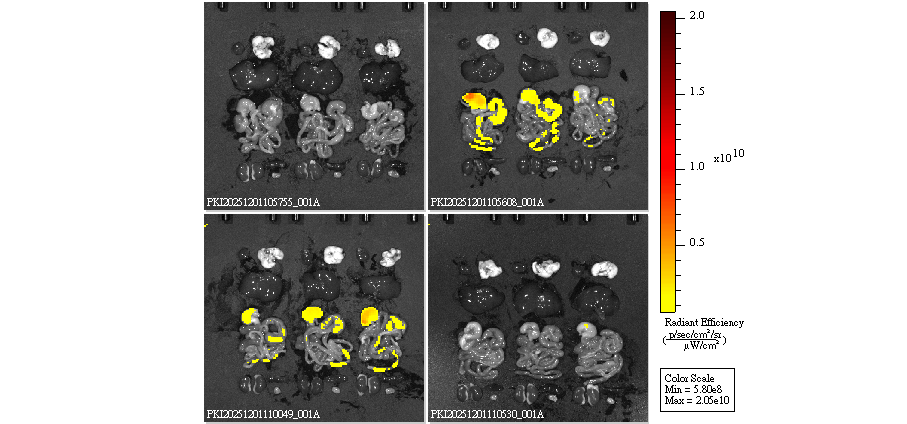 PKI20251201105755_001A
PKI20251201105608_001A
PKI20251201110049_001A
PKI20251201110530_001A
2.0
1.5
1.0
x10^10
0.5
Radiant Efficiency
(p/sec/cm²/sr
µW/cm²)
Color Scale
Min = 5.80e8
Max = 2.05e10